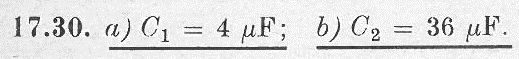 17.30. a) C₁ = 4 μF; b) C₂ = 36 μF.